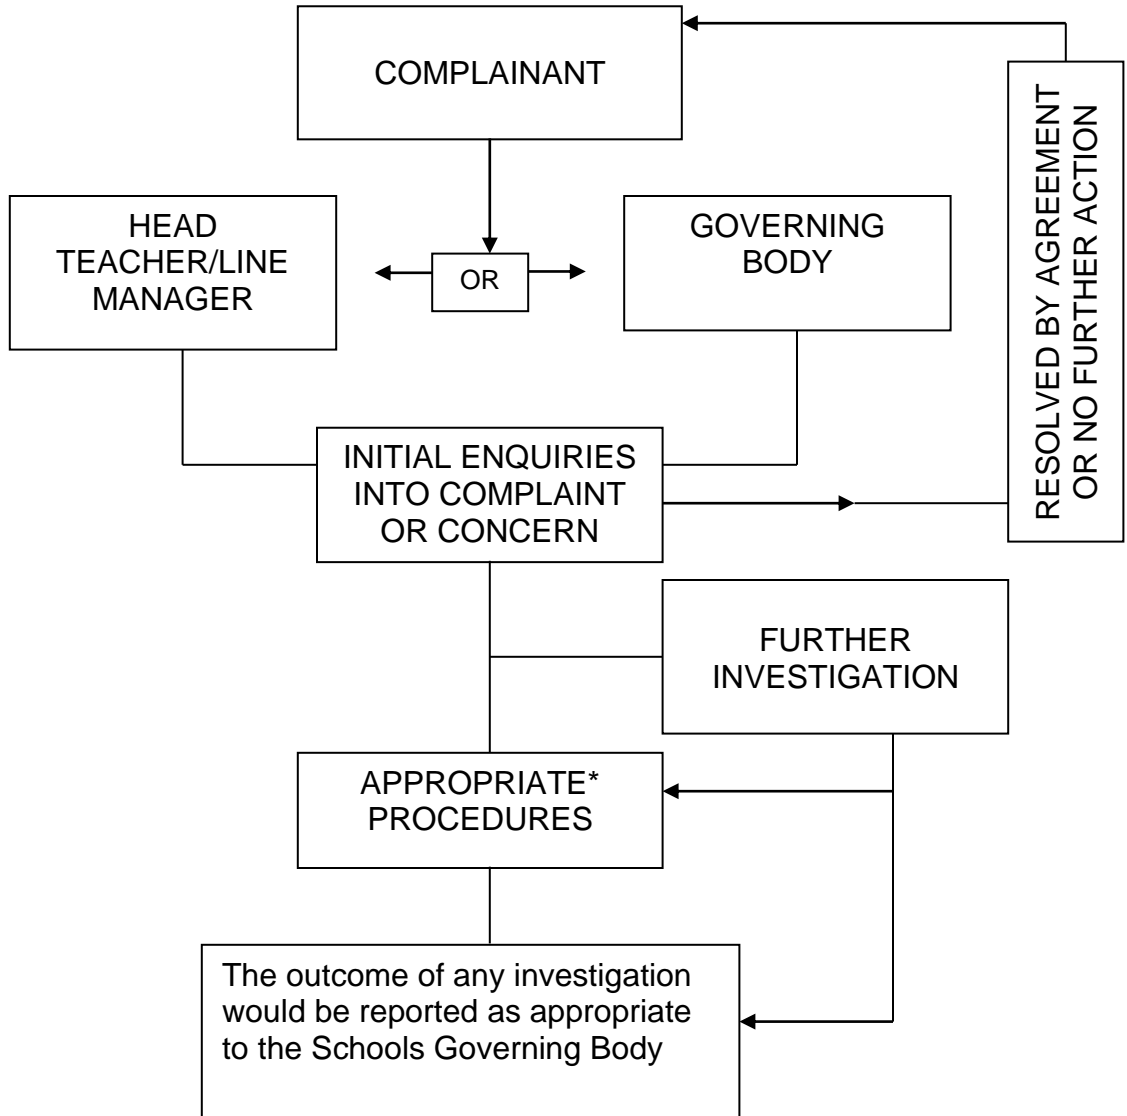 COMPLAINANT
HEAD
TEACHER/LINE
MANAGER
OR
GOVERNING
BODY
RESOLVED BY AGREEMENT
OR NO FURTHER ACTION
INITIAL ENQUIRIES
INTO COMPLAINT
OR CONCERN
FURTHER
INVESTIGATION
APPROPRIATE*
PROCEDURES
The outcome of any investigation
would be reported as appropriate
to the Schools Governing Body